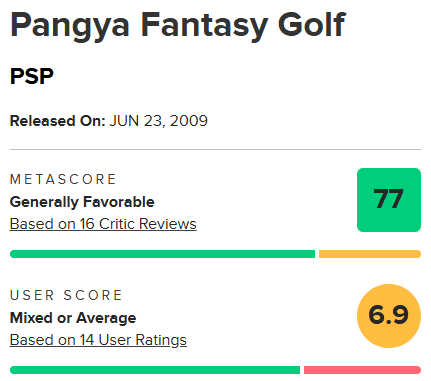 Pangya Fantasy Golf
PSP
Released On: JUN 23, 2009
METASCORE
Generally Favorable
Based on 16 Critic Reviews
77
USER SCORE
Mixed or Average
Based on 14 User Ratings
6.9